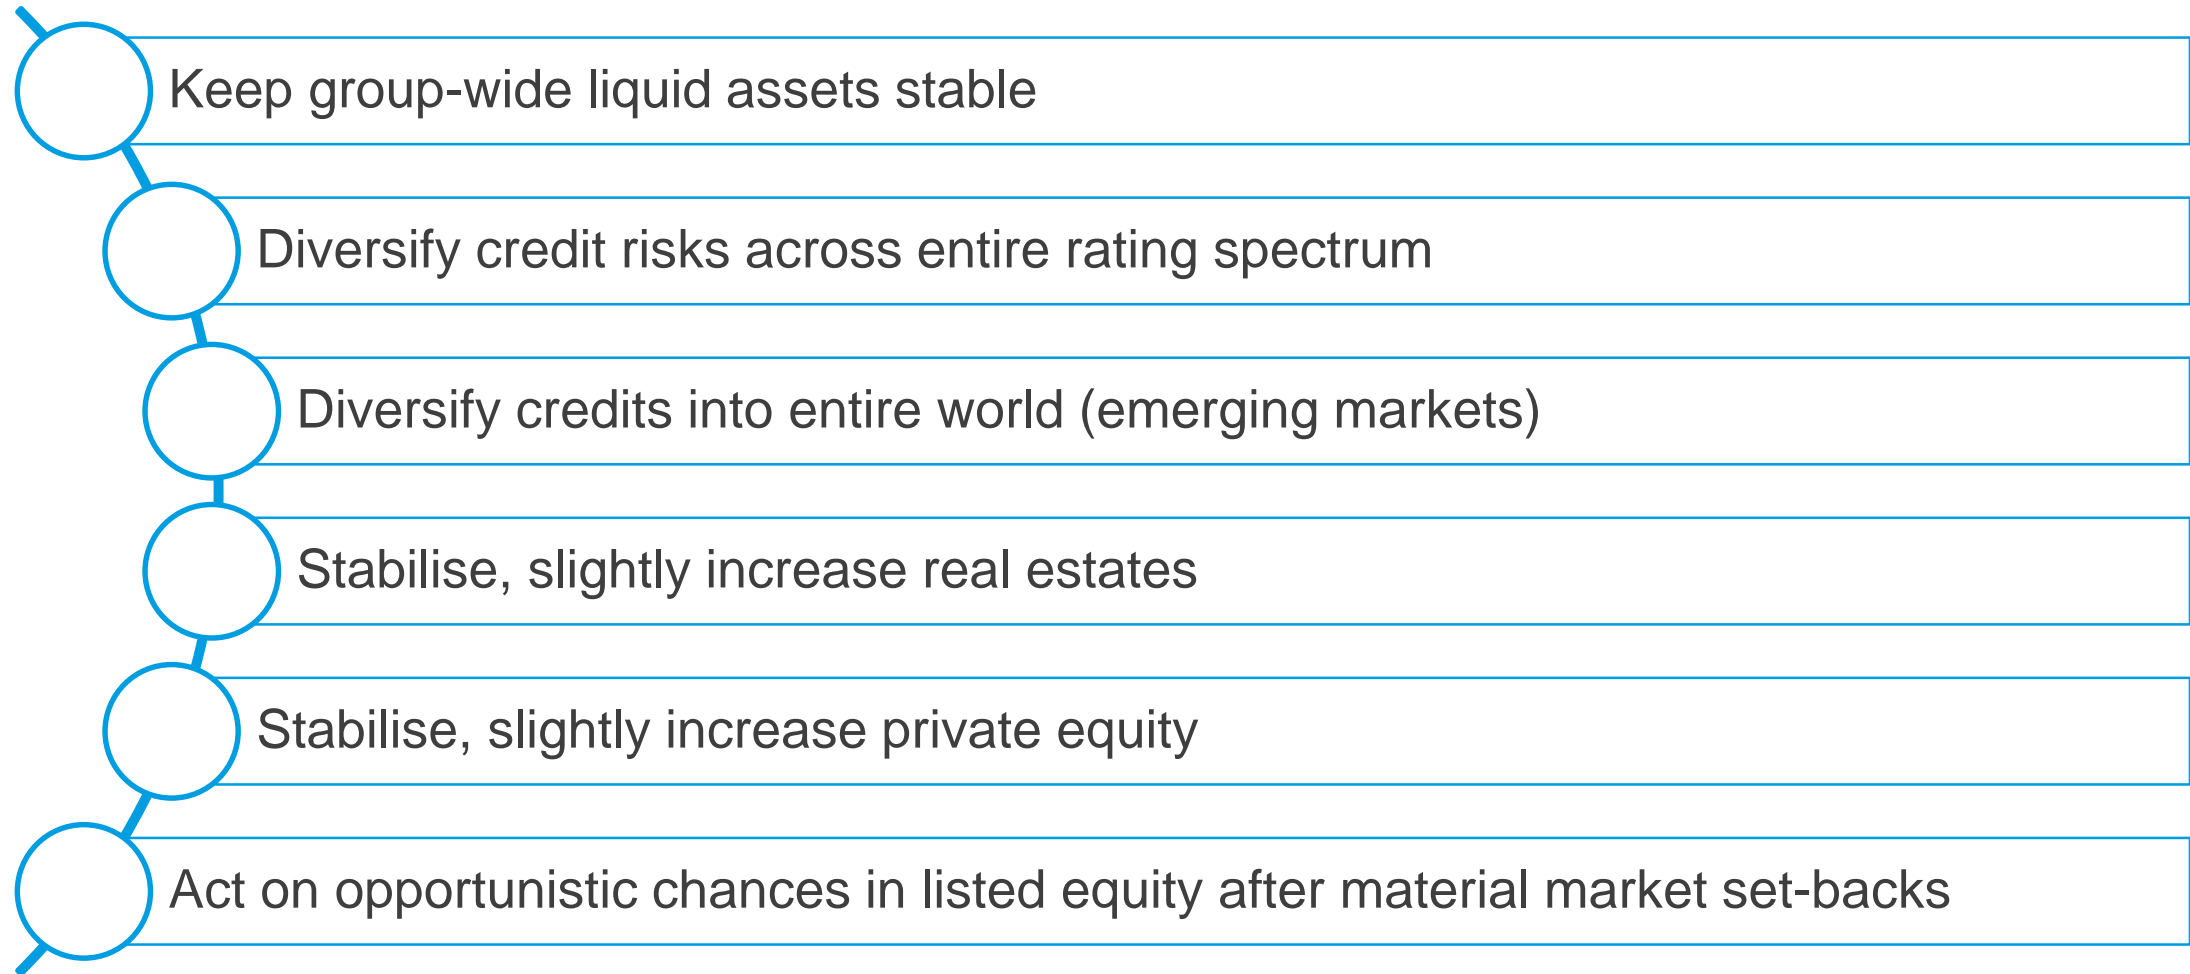 Keep group-wide liquid assets stable
Diversify credit risks across entire rating spectrum
Diversify credits into entire world (emerging markets)
Stabilise, slightly increase real estates
Stabilise, slightly increase private equity
Act on opportunistic chances in listed equity after material market set-backs